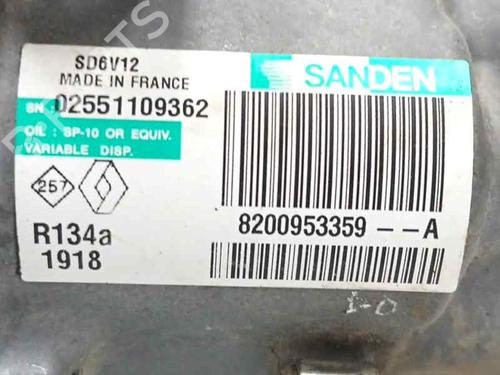 SD6V12
MADE IN FRANCE
SANDEN
SN 02551109362
OIL : SP-10 OR EQUIV.
VARIABLE DISP.
257
8200953359--A
R134a
1918